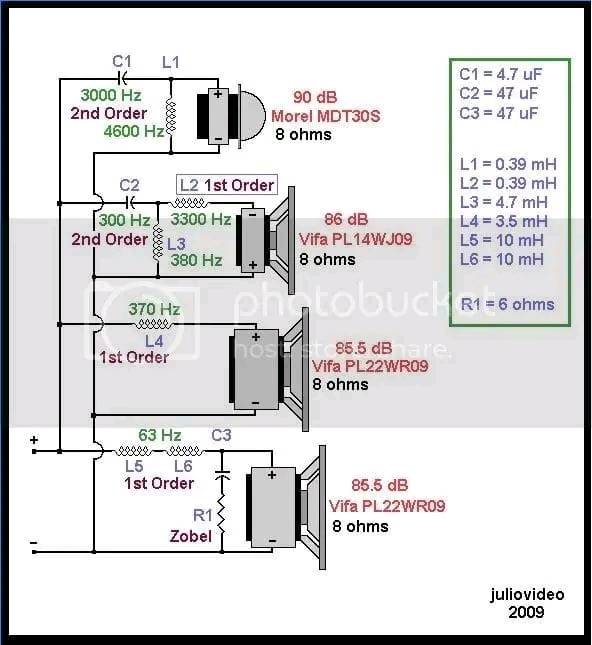 C1 L1
3000 Hz
2nd Order
4600 Hz
+
-
90 dB
Morel MDT30S
8 ohms
C2
L2 1st Order
300 Hz
3300 Hz
2nd Order
L3
380 Hz
-
+
86 dB
Vifa PL14WJ09
8 ohms
370 Hz
L4
1st Order
+
-
85.5 dB
Vifa PL22WR09
8 ohms
+
63 Hz
C3
L5 L6
1st Order
R1
Zobel
+
-
85.5 dB
Vifa PL22WR09
8 ohms
-
C1 = 4.7 uF
C2 = 47 uF
C3 = 47 uF
L1 = 0.39 mH
L2 = 0.39 mH
L3 = 4.7 mH
L4 = 3.5 mH
L5 = 10 mH
L6 = 10 mH
R1 = 6 ohms
photobucket
host. store. share.
juliovideo
2009